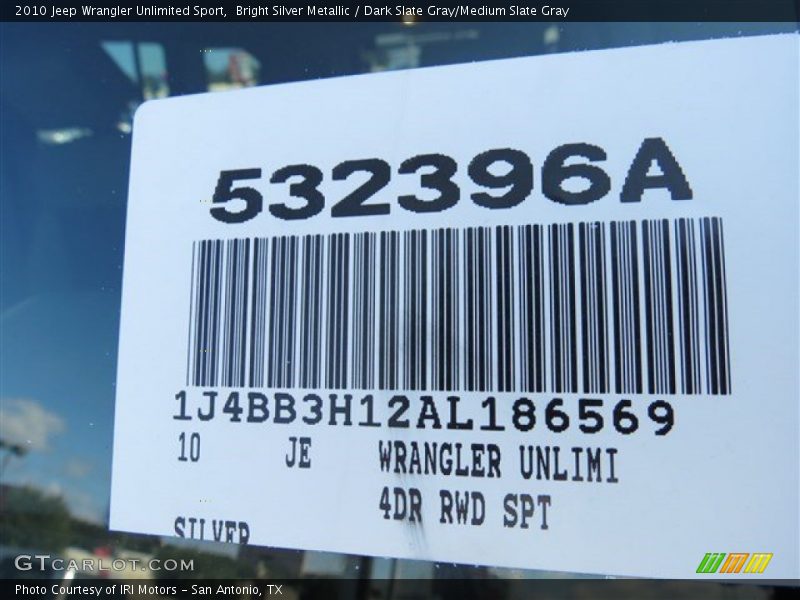 2010 Jeep Wrangler Unlimited Sport,  Bright Silver Metallic / Dark Slate Gray/Medium Slate Gray
532396A
1J4BB3H12AL186569
10 JE WRANGLER UNLIMI
4DR RWD SPT
SILVER
GTCARLOT.COM
Photo Courtesy of IRI Motors – San Antonio, TX